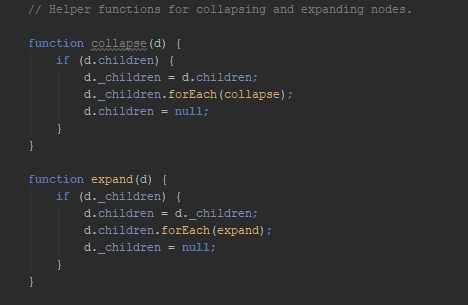 // Helper functions for collapsing and expanding nodes.
function collapse(d) {
if (d.children) {
d._children = d.children;
d._children.forEach(collapse);
d.children = null;
}
}
function expand(d) {
if (d._children) {
d.children = d._children;
d.children.forEach(expand);
d._children = null;
}
}